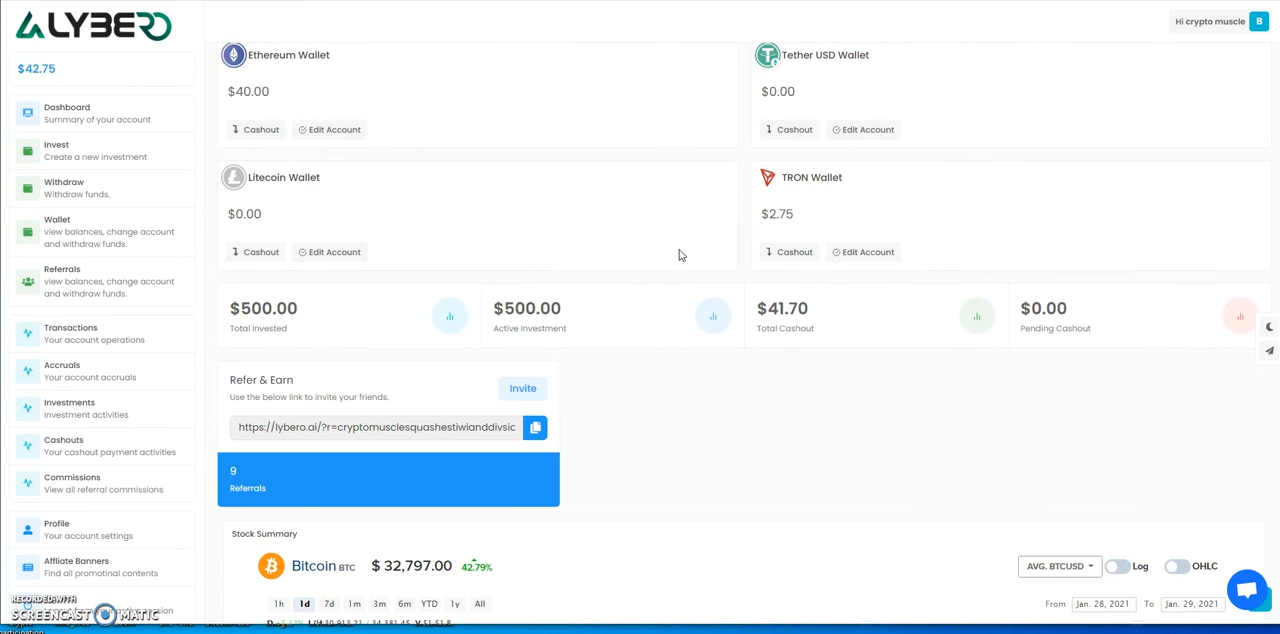 LYBERO
Hi crypto muscle B
$42.75
Dashboard
Summary of your account
Invest
Create a new investment
Withdraw
Withdraw funds.
Wallet
view balances, change account
and withdraw funds.
Referrals
view balances, change account
and withdraw funds.
Transactions
Your account operations
Accruals
Your account accruals
Investments
Investment activities
Cashouts
Your cashout payment activities
Commissions
View all referral commissions
Profile
Your account settings
Affliate Banners
Find all promotinal contents
RECORDED WITH
SCREENCAST MATIC
Ethereum Wallet
$40.00
Cashout Edit Account
Tether USD Wallet
$0.00
Cashout Edit Account
Litecoin Wallet
$0.00
Cashout Edit Account
TRON Wallet
$2.75
Cashout Edit Account
$500.00
Total Invested
$500.00
Active Investment
$41.70
Total Cashout
$0.00
Pending Cashout
Refer & Earn
Use the below link to invite your friends.
Invite
https://lybero.ai/?r=cryptomusclesquashestiwianddivsic
9
Referrals
Stock Summary
Bitcoin BTC $ 32,797.00 42.79%
AVG. BTCUSD Log OHLC
1h 1d 7d 1m 3m 6m YTD 1y All
From Jan. 28, 2021 To Jan. 29, 2021